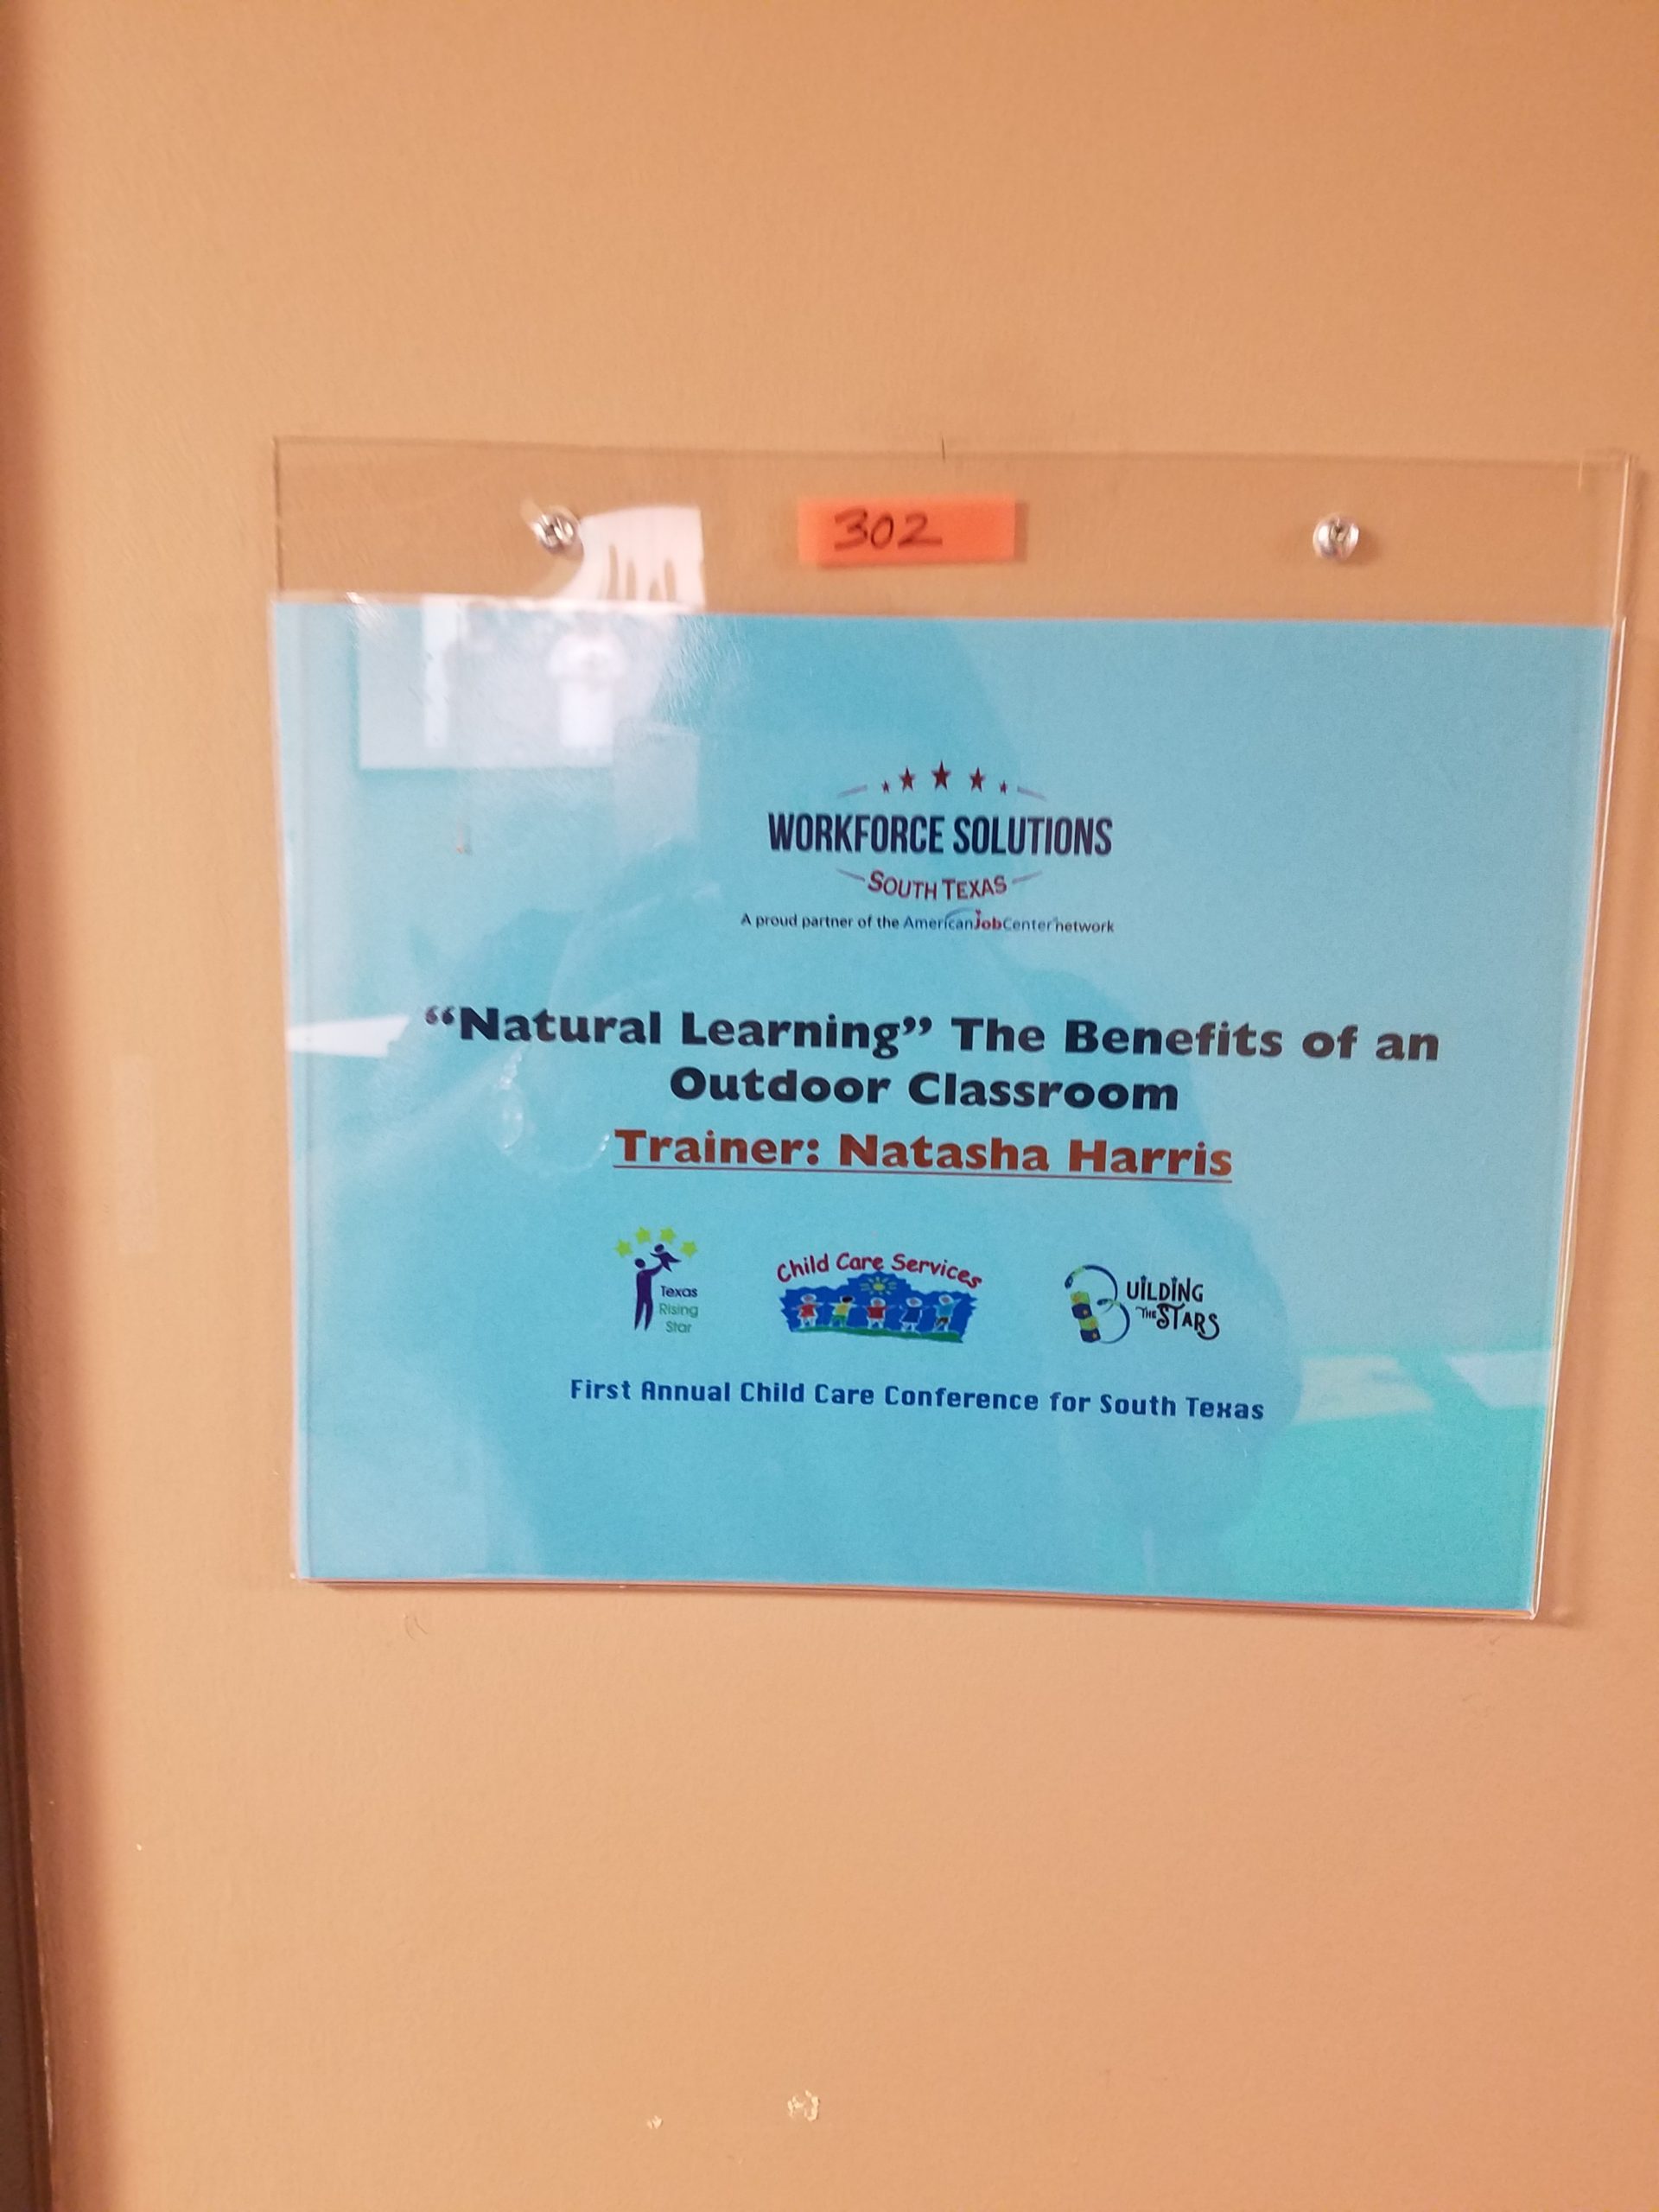 302
WORKFORCE SOLUTIONS
SOUTH TEXAS
A proud partner of the AmericanJobCenter network
“Natural Learning” The Benefits of an
Outdoor Classroom
Trainer: Natasha Harris
Texas
Rising
Star
Child Care Services
BUILDING
THE STARS
First Annual Child Care Conference for South Texas